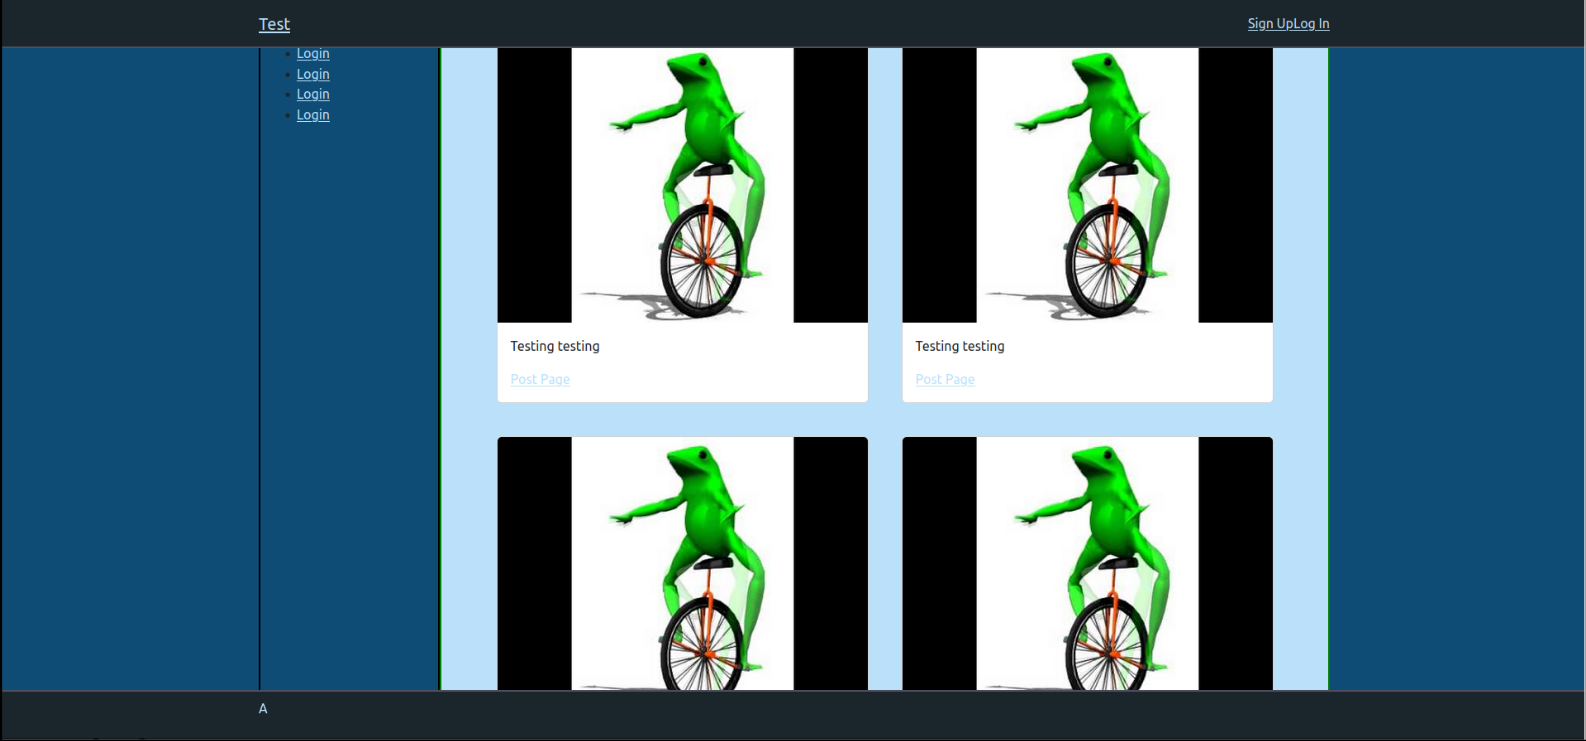 Test
Sign UpLog In
Login
Login
Login
Login
Testing testing
Post Page
Testing testing
Post Page
A